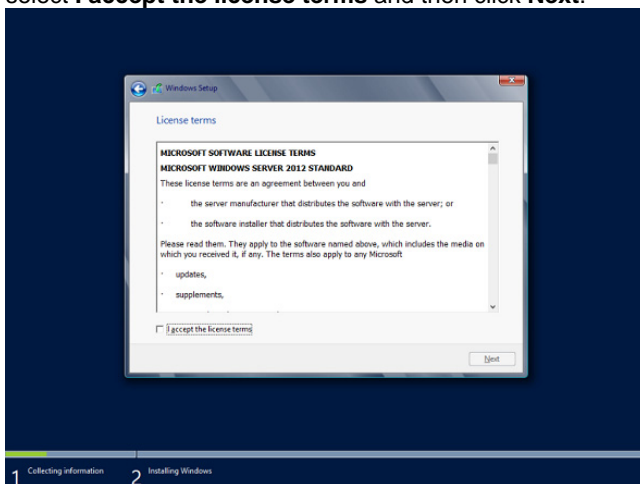 select I accept the license terms and then click Next.
Windows Setup
License terms
MICROSOFT SOFTWARE LICENSE TERMS
MICROSOFT WINDOWS SERVER 2012 STANDARD
These license terms are an agreement between you and
· the server manufacturer that distributes the software with the server; or
· the software installer that distributes the software with the server.
Please read them. They apply to the software named above, which includes the media on
which you received it, if any. The terms also apply to any Microsoft
· updates,
· supplements,
I accept the license terms
Next
1 Collecting information 2 Installing Windows